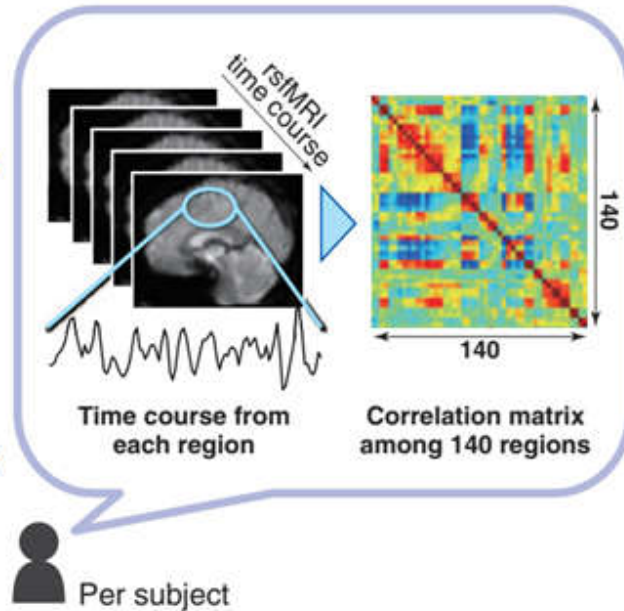 rsfMRI
time course
140
140
Time course from
each region
Correlation matrix
among 140 regions
Per subject